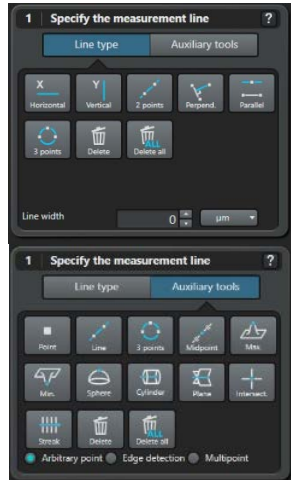 1 Specify the measurement line ?
Line type Auxiliary tools
X Y
Horizontal Vertical 2 points Perpend. Parallel
ALL
3 points Delete Delete all
Line width 0 µm
1 Specify the measurement line ?
Line type Auxiliary tools
Point Line 3 points Midpoint Max.
Min. Sphere Cylinder Plane Intersect.
ALL
Streak Delete Delete all
Arbitrary point Edge detection Multipoint